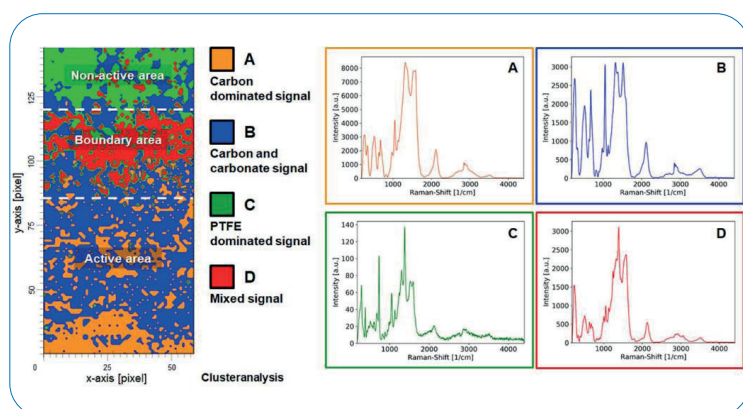 Non-active area
Boundary area
Active area
125
100
75
50
0
0
25
50
y-axis [pixel]
x-axis [pixel]
A
Carbon
dominated signal
B
Carbon and
carbonate signal
C
PTFE
dominated signal
D
Mixed signal
Clusteranalysis
A
8000
7000
6000
5000
4000
3000
2000
1000
0
Intensity [a.u.]
1000 2000 3000 4000
Raman-Shift [1/cm]
B
3000
2500
2000
1500
1000
500
0
Intensity [a.u.]
1000 2000 3000 4000
Raman-Shift [1/cm]
C
140
120
100
80
60
40
20
0
Intensity [a.u.]
1000 2000 3000 4000
Raman-Shift [1/cm]
D
3000
2500
2000
1500
1000
500
0
Intensity [a.u.]
1000 2000 3000 4000
Raman-Shift [1/cm]